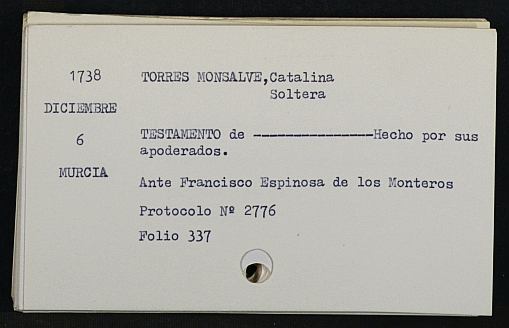 1738
DICIEMBRE
6
MURCIA
TORRES MONSALVE,Catalina
Soltera
TESTAMENTO de ---------------Hecho por sus
apoderados.
Ante Francisco Espinosa de los Monteros
Protocolo Nº 2776
Folio 337